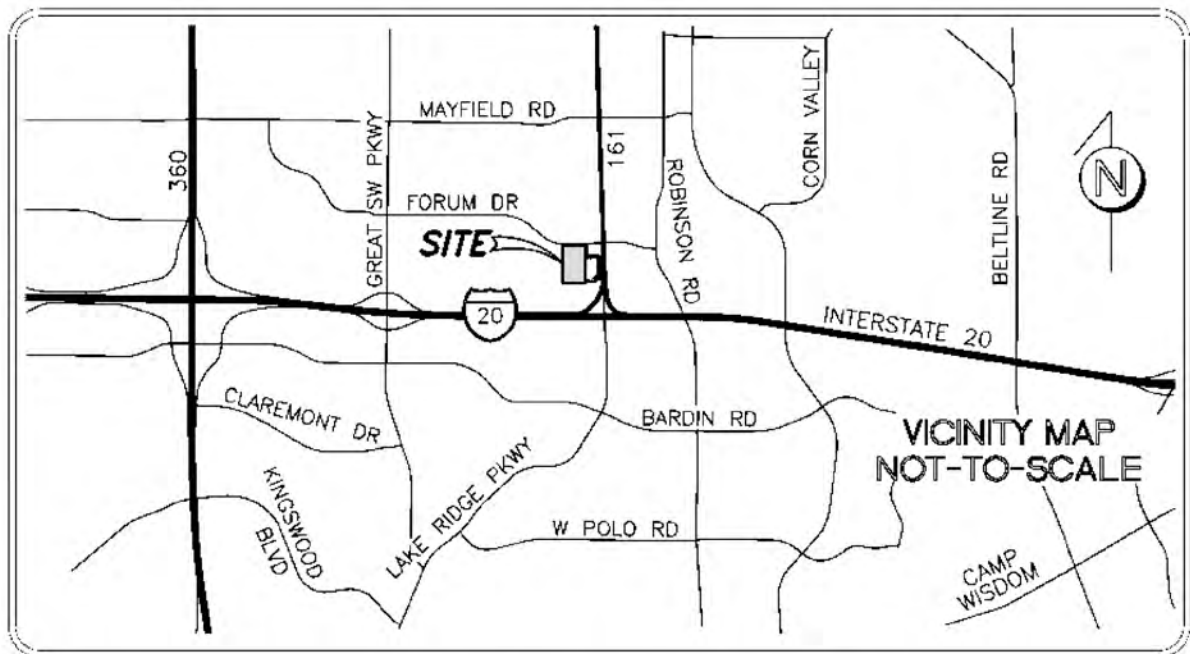 MAYFIELD RD
360
GREAT SW PKWY
161
CORN VALLEY
ROBINSON RD
BELTLINE RD
N
FORUM DR
SITE
20
INTERSTATE 20
CLAREMONT DR
BARDIN RD
VICINITY MAP
NOT-TO-SCALE
KINGSWOOD
BLVD
LAKE RIDGE PKWY
W POLO RD
CAMP
WISDOM